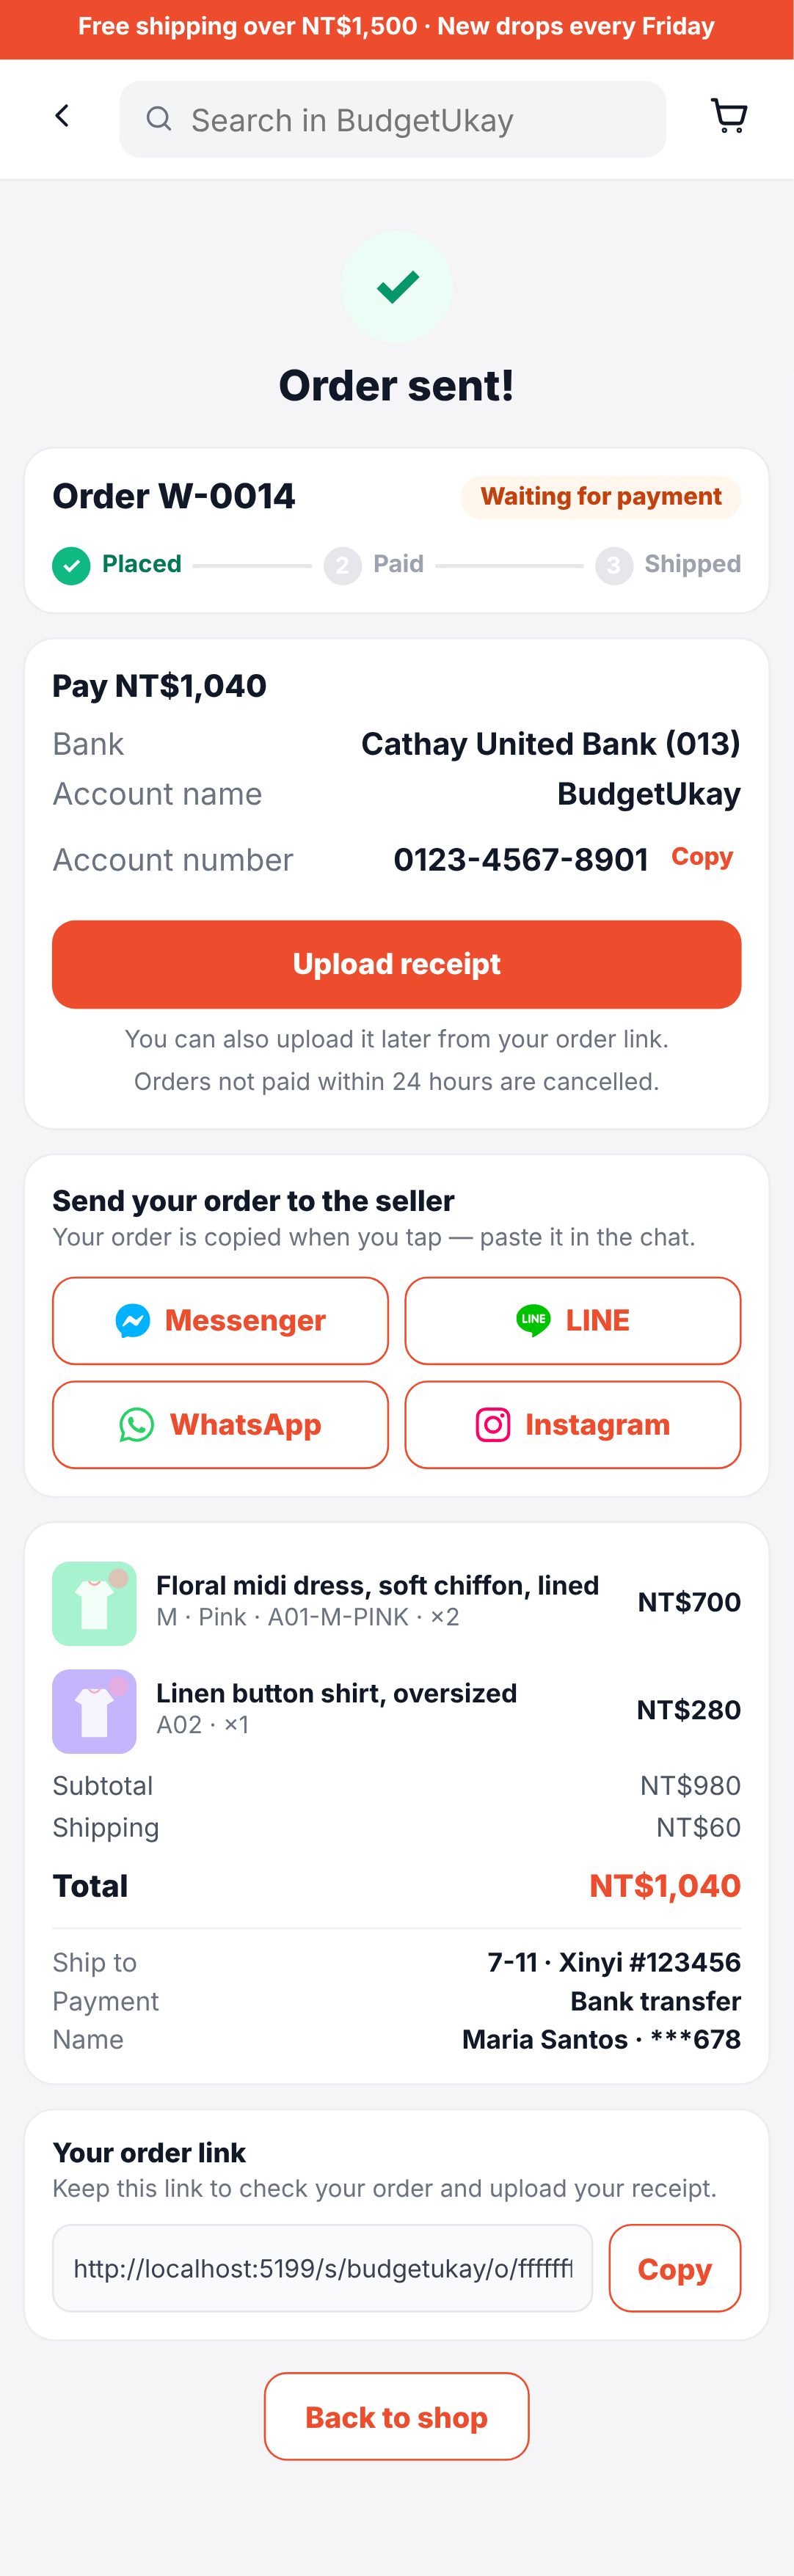 Free shipping over NT$1,500 · New drops every Friday
Search in BudgetUkay
Order sent!
Order W-0014
Waiting for payment
Placed
2 Paid
3 Shipped
Pay NT$1,040
Bank Cathay United Bank (013)
Account name BudgetUkay
Account number 0123-4567-8901 Copy
Upload receipt
You can also upload it later from your order link.
Orders not paid within 24 hours are cancelled.
Send your order to the seller
Your order is copied when you tap — paste it in the chat.
Messenger
LINE LINE
WhatsApp
Instagram
Floral midi dress, soft chiffon, lined
M · Pink · A01-M-PINK · ×2
NT$700
Linen button shirt, oversized
A02 · ×1
NT$280
Subtotal NT$980
Shipping NT$60
Total NT$1,040
Ship to 7-11 · Xinyi #123456
Payment Bank transfer
Name Maria Santos · ***678
Your order link
Keep this link to check your order and upload your receipt.
http://localhost:5199/s/budgetukay/o/fffffff
Copy
Back to shop